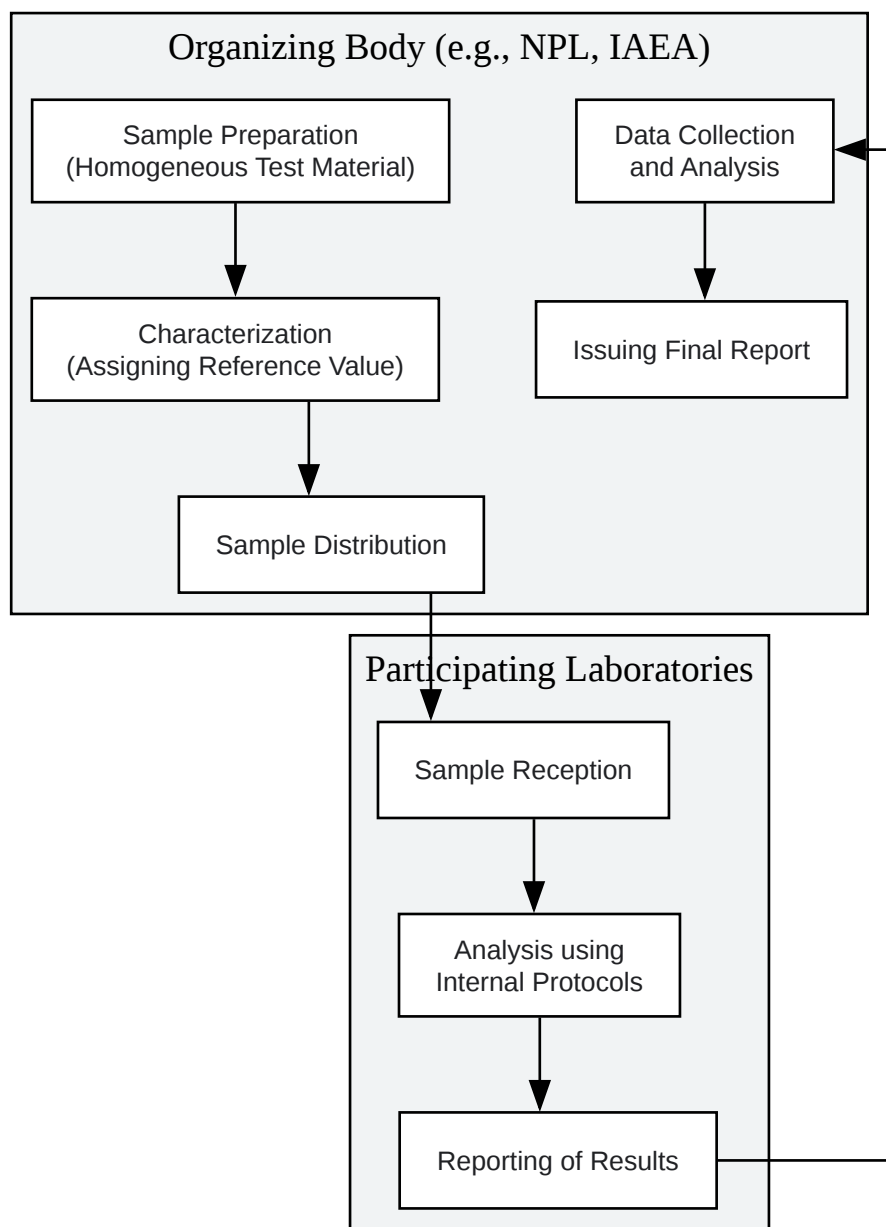 Organizing Body (e.g., NPL, IAEA)
Sample Preparation
(Homogeneous Test Material)
Data Collection
and Analysis
Characterization
(Assigning Reference Value)
Issuing Final Report
Sample Distribution
Participating Laboratories
Sample Reception
Analysis using
Internal Protocols
Reporting of Results